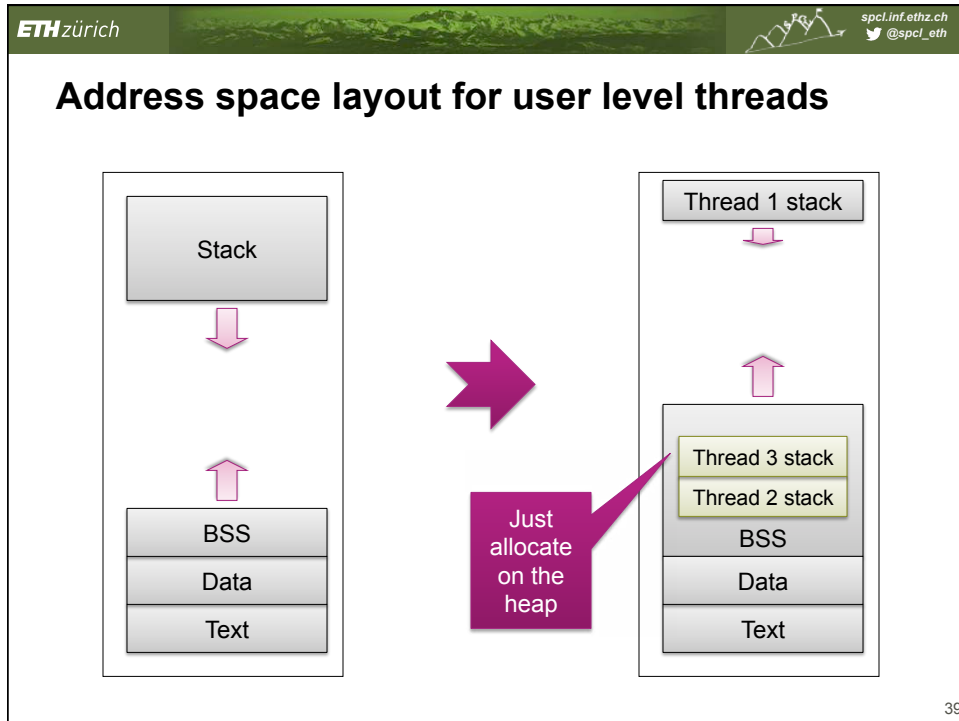 ETH zürich
spcl.inf.ethz.ch
@spcl_eth
Address space layout for user level threads
Stack
BSS
Data
Text
Just
allocate
on the
heap
Thread 1 stack
Thread 3 stack
Thread 2 stack
BSS
Data
Text
39